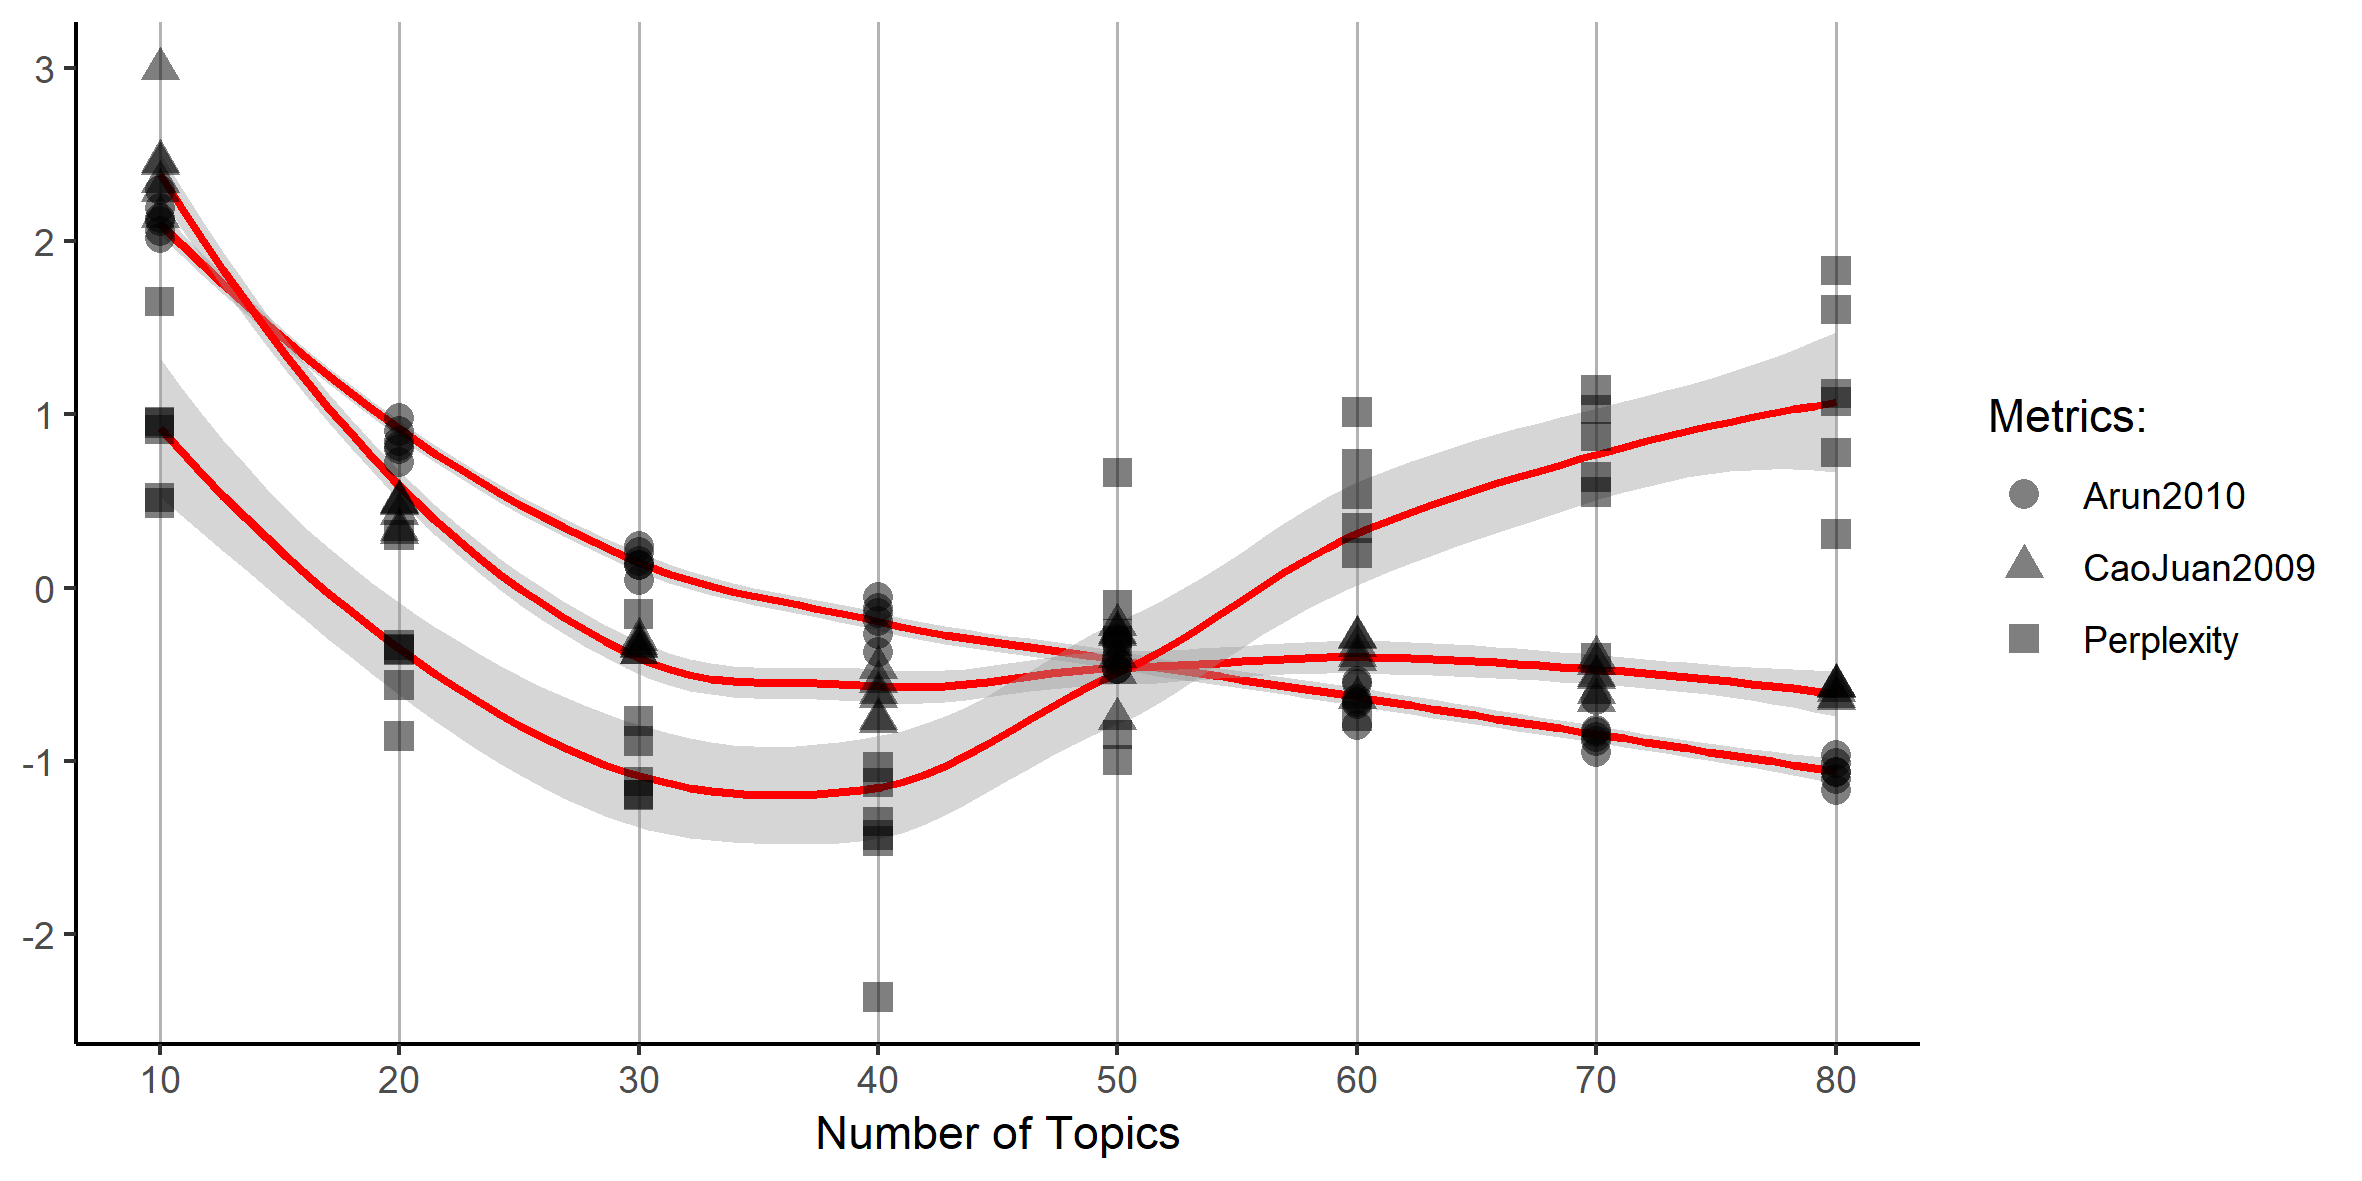 3
2
1
0
-1
-2
10 20 30 40 50 60 70 80
Number of Topics
Metrics:
Arun2010
CaoJuan2009
Perplexity